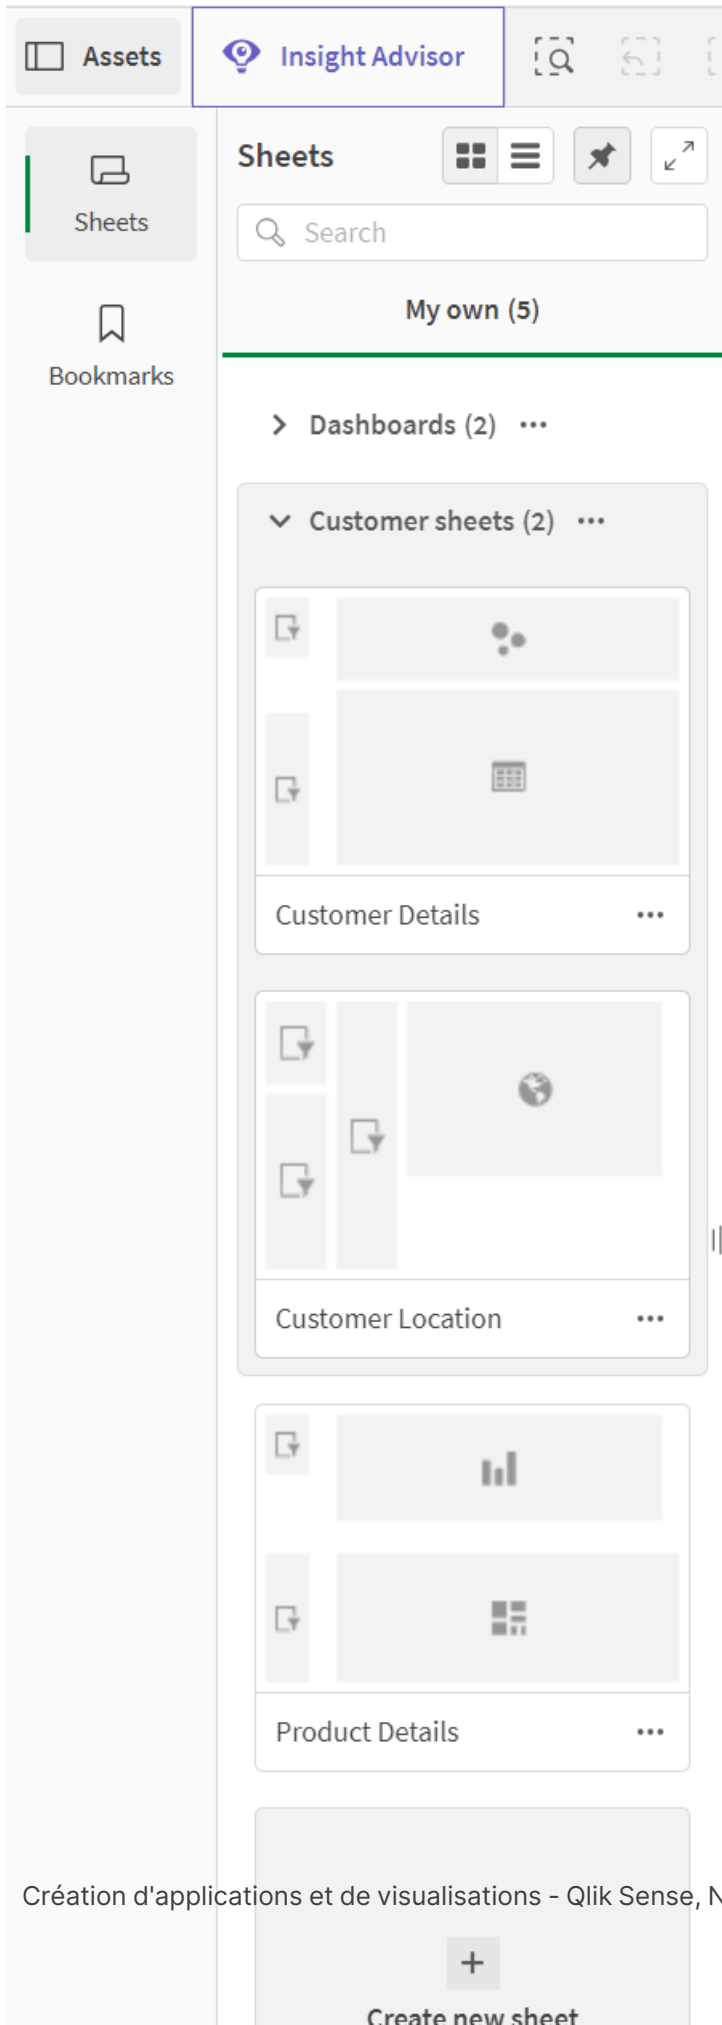 Assets
Insight Advisor
Sheets
Sheets
Search
Bookmarks
My own (5)
Dashboards (2)
Customer sheets (2)
Customer Details
Customer Location
Product Details
Création d'applications et de visualisations - Qlik Sense, N
Create new sheet